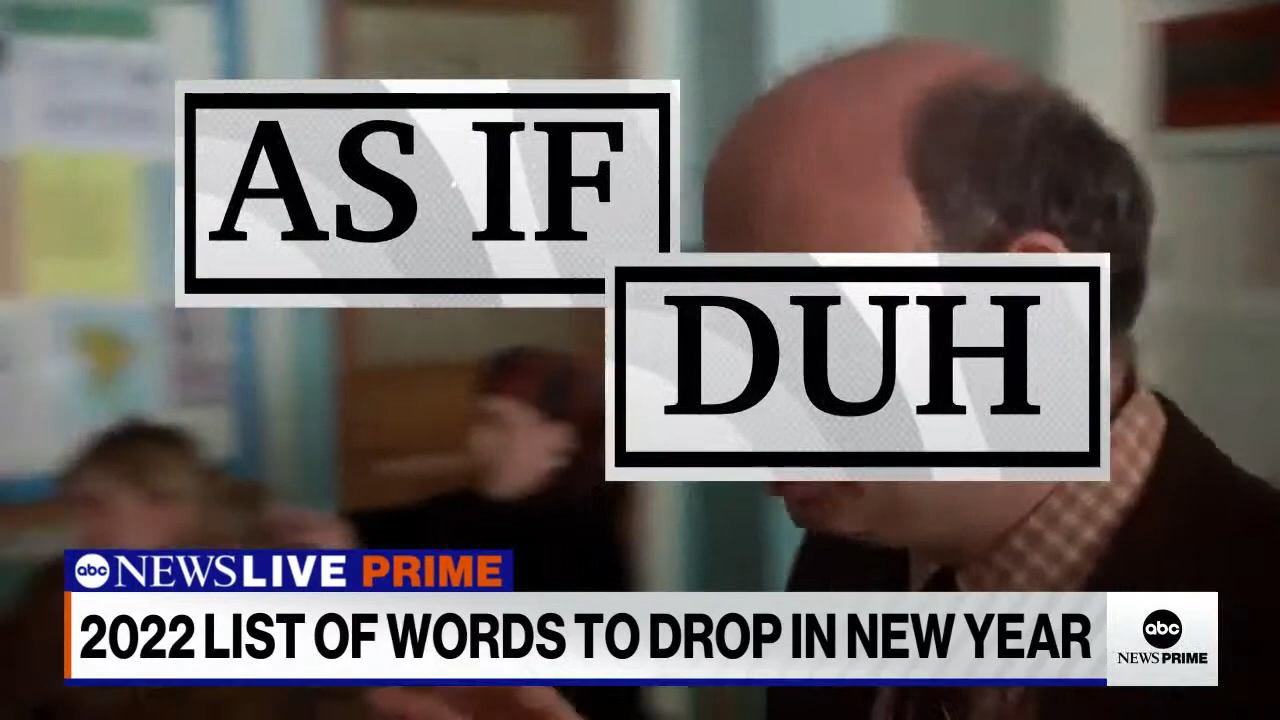 AS IF
DUH
abc NEWS LIVE PRIME
2022 LIST OF WORDS TO DROP IN NEW YEAR
abc
NEWS PRIME